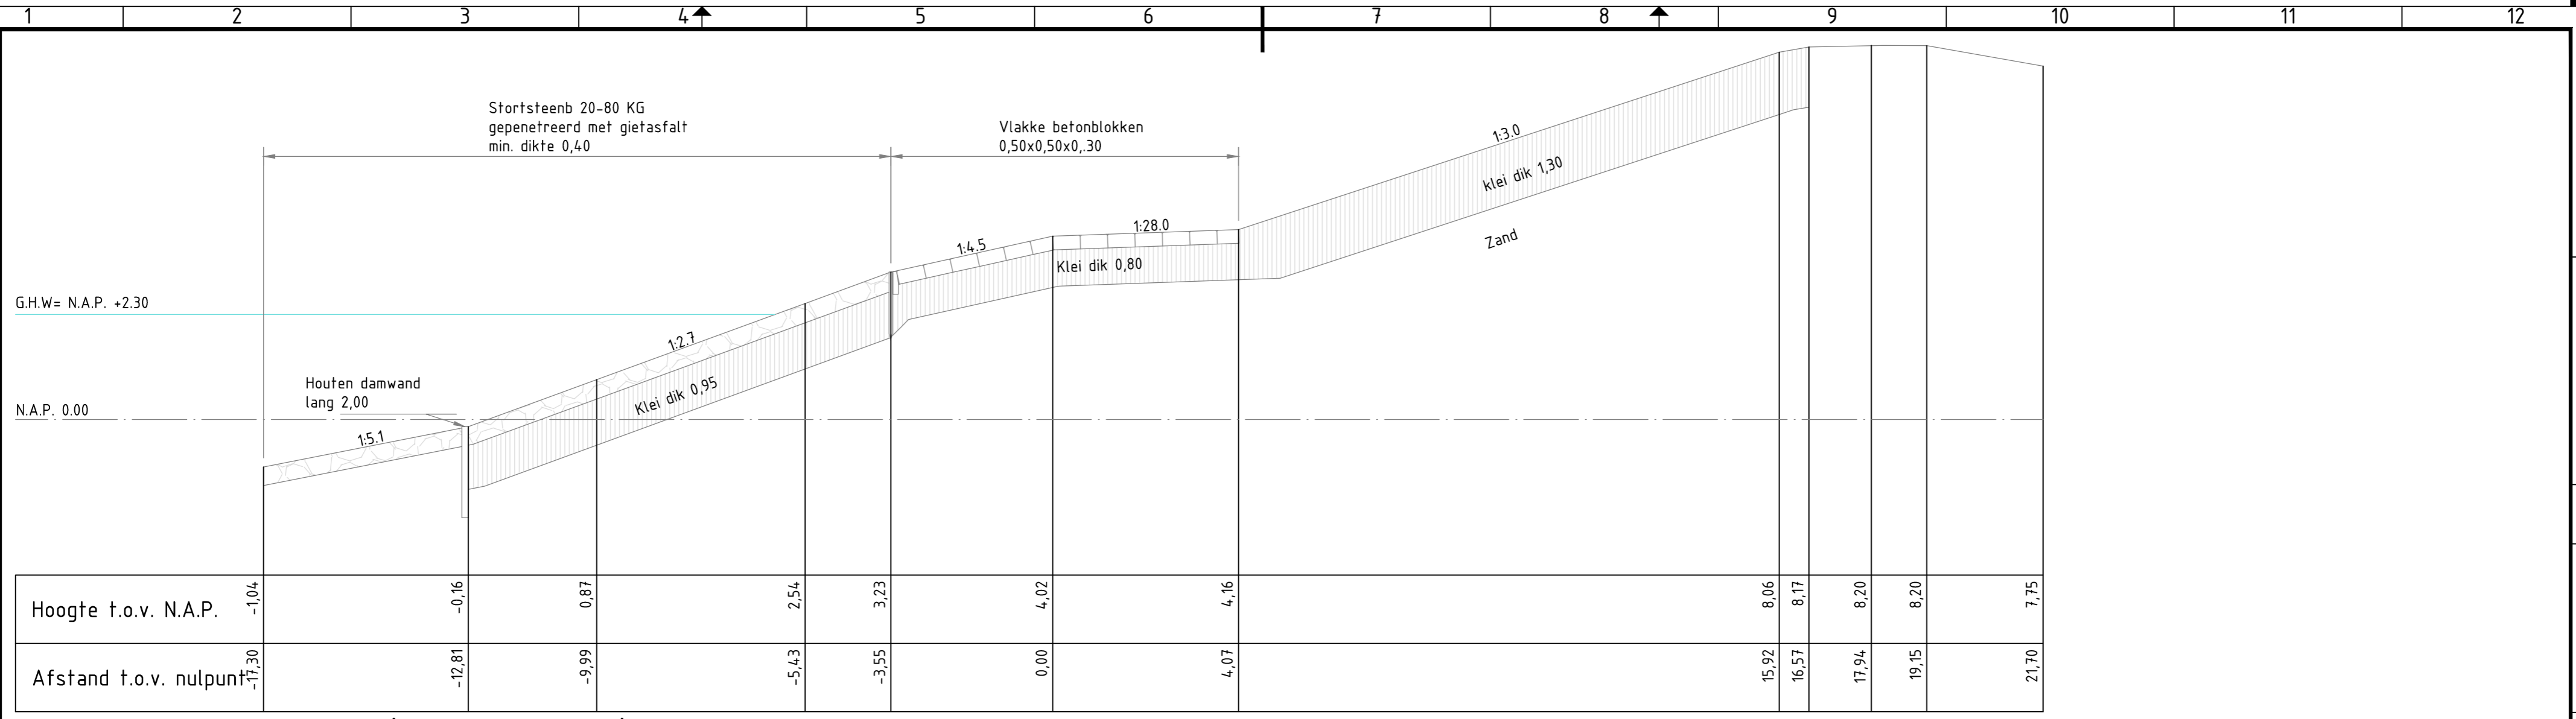 1 2 3 4 5 6 7 8 9 10 11 12
Stortsteenb 20-80 KG
gepenetreerd met gietasfalt
min. dikte 0,40
Vlakke betonblokken
0,50x0,50x0,.30
1:3.0
klei dik 1,30
Zand
1:28.0
1:4.5
Klei dik 0,80
G.H.W= N.A.P. +2.30
1:2.7
Klei dik 0,95
Houten damwand
lang 2,00
N.A.P. 0.00
1:5.1
Hoogte t.o.v. N.A.P. -1,04 -0,16 0,87 2,54 3,23 4,02 4,16 8,06 8,17 8,20 8,20 7,75
Afstand t.o.v. nulpunt -17,30 -12,81 -9,99 -5,43 -3,55 0,00 4,07 15,92 16,57 17,94 19,15 21,70